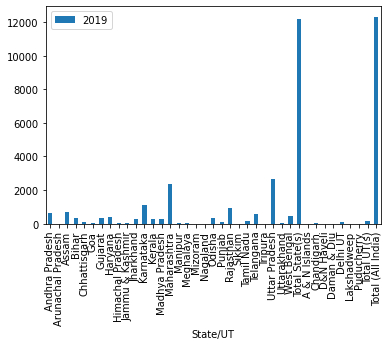 2019
12000
10000
8000
6000
4000
2000
0
Andhra Pradesh
Arunachal Pradesh
Assam
Bihar
Chhattisgarh
Goa
Gujarat
Haryana
Himachal Pradesh
Jammu & Kashmir
Jharkhand
Karnataka
Kerala
Madhya Pradesh
Maharashtra
Manipur
Meghalaya
Mizoram
Nagaland
Odisha
Punjab
Rajasthan
Sikkim
Tamil Nadu
Telangana
Tripura
Uttar Pradesh
Uttarakhand
West Bengal
Total State(s)
A & N Islands
Chandigarh
D&N Haveli
Daman & Diu
Delhi UT
Lakshadweep
Puducherry
Total UT(s)
Total (All India)
State/UT